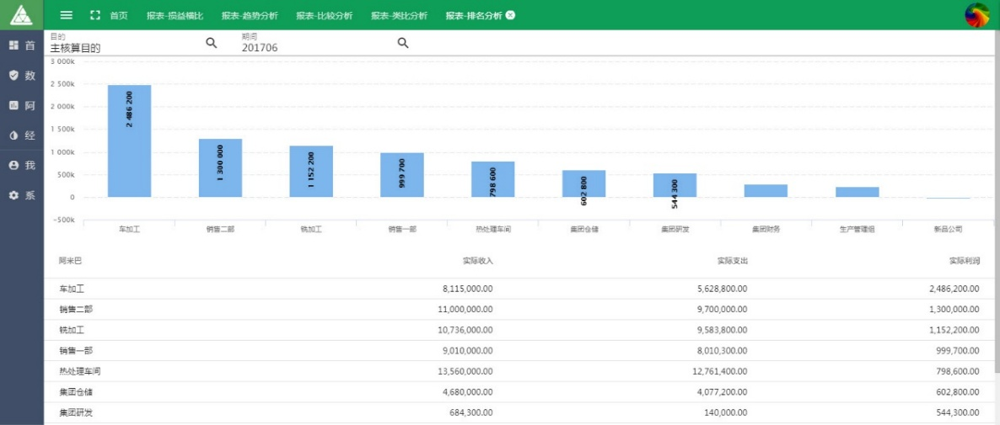 首页 报表-损益横比 报表-趋势分析 报表-比较分析 报表-类比分析 报表-排名分析
首
数
阿
经
我
系
目的
主核算目的
期间
201706
3 000k
2 500k
2 000k
1 500k
1 000k
500k
0
-500k
2 486 200
1 300 000
1 152 200
999 700
798 600
602 800
544 300
车加工 销售二部 铣加工 销售一部 热处理车间 集团仓储 集团研发 集团财务 生产管理组 新品公司
阿米巴 实际收入 实际支出 实际利润
车加工 8,115,000.00 5,628,800.00 2,486,200.00
销售二部 11,000,000.00 9,700,000.00 1,300,000.00
铣加工 10,736,000.00 9,583,800.00 1,152,200.00
销售一部 9,010,000.00 8,010,300.00 999,700.00
热处理车间 13,560,000.00 12,761,400.00 798,600.00
集团仓储 4,680,000.00 4,077,200.00 602,800.00
集团研发 684,300.00 140,000.00 544,300.00